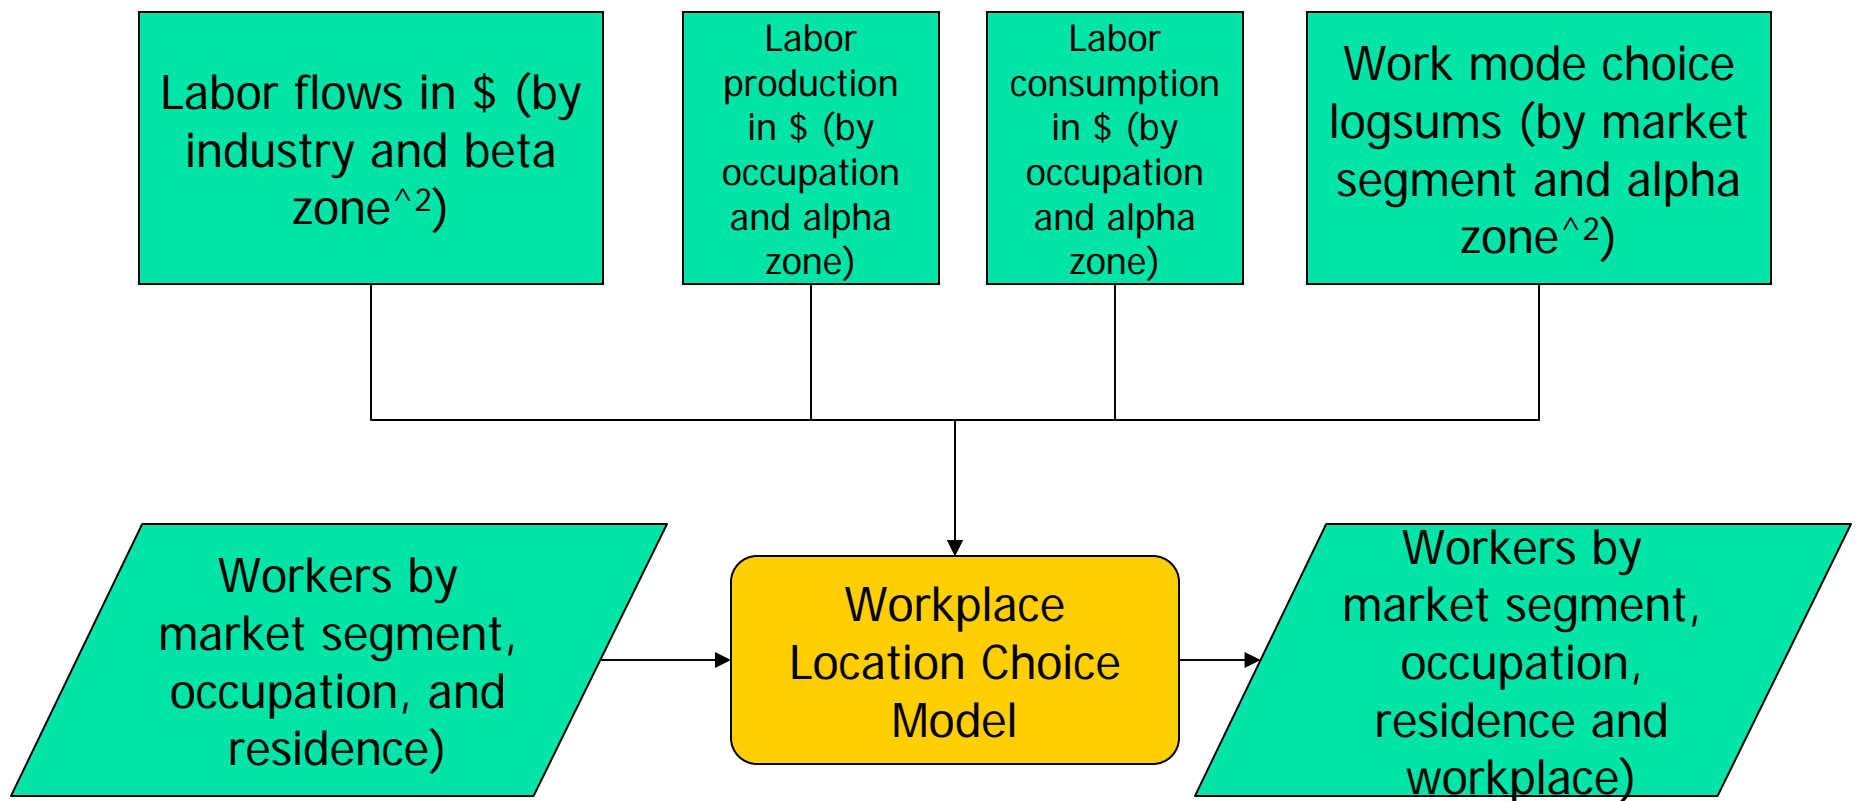 Labor flows in $ (by
industry and beta
zone^2)
Labor
production
in $ (by
occupation
and alpha
zone)
Labor
consumption
in $ (by
occupation
and alpha
zone)
Work mode choice
logsums (by market
segment and alpha
zone^2)
Workers by
market segment,
occupation, and
residence)
Workplace
Location Choice
Model
Workers by
market segment,
occupation,
residence and
workplace)